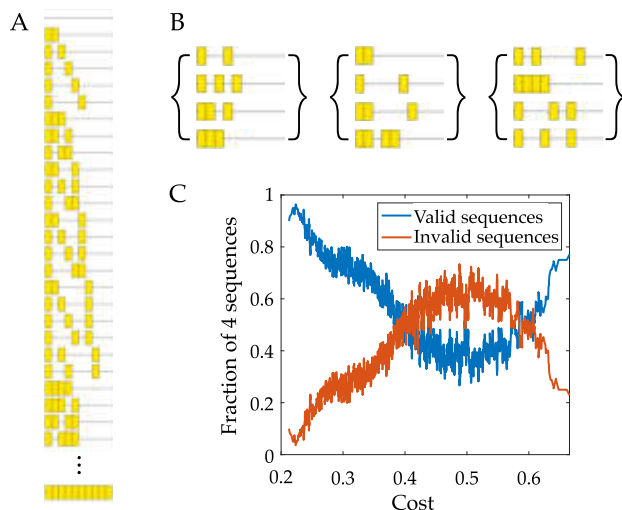 A
B
C
Valid sequences
Invalid sequences
Fraction of 4 sequences
1
0.8
0.6
0.4
0.2
0
0.2
0.3
0.4
0.5
0.6
Cost